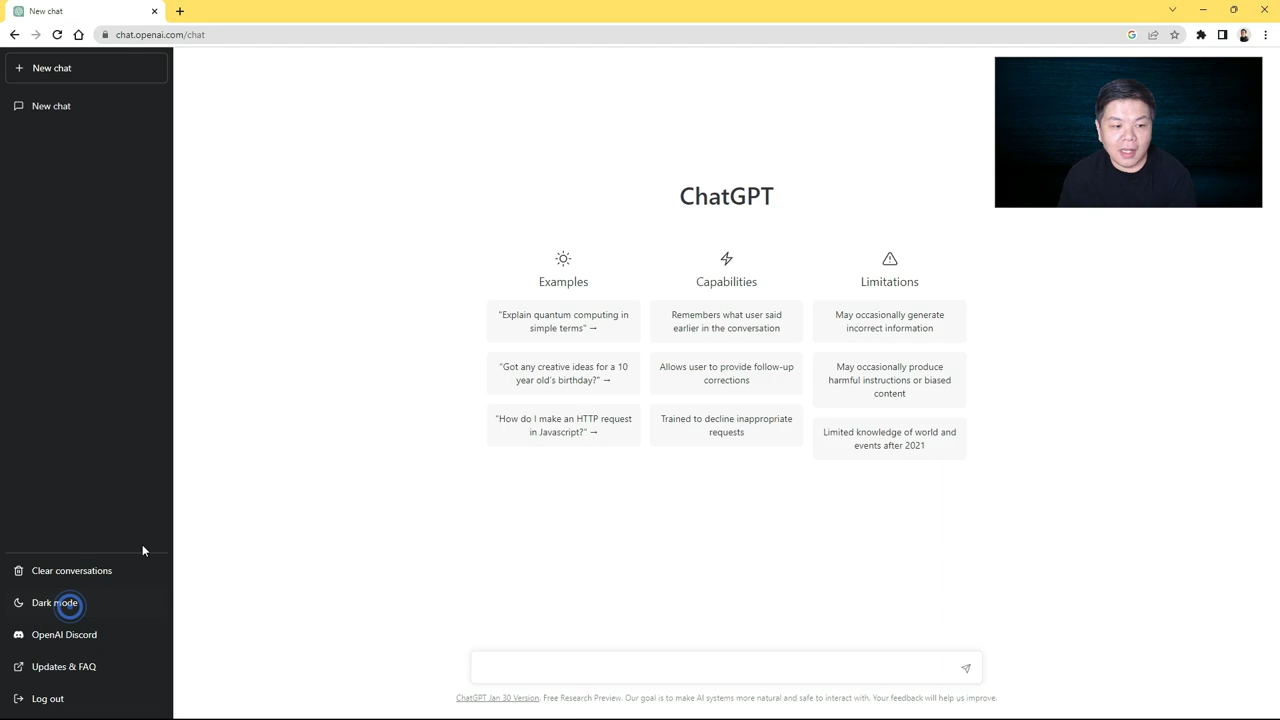 New chat
chat.openai.com/chat
New chat
New chat
ChatGPT
Examples
Capabilities
Limitations
"Explain quantum computing in
simple terms" →
Remembers what user said
earlier in the conversation
May occasionally generate
incorrect information
"Got any creative ideas for a 10
year old's birthday?" →
Allows user to provide follow-up
corrections
May occasionally produce
harmful instructions or biased
content
"How do I make an HTTP request
in Javascript?" →
Trained to decline inappropriate
requests
Limited knowledge of world and
events after 2021
Clear conversations
Dark mode
OpenAI Discord
Updates & FAQ
Log out
ChatGPT Jan 30 Version. Free Research Preview. Our goal is to make AI systems more natural and safe to interact with. Your feedback will help us improve.